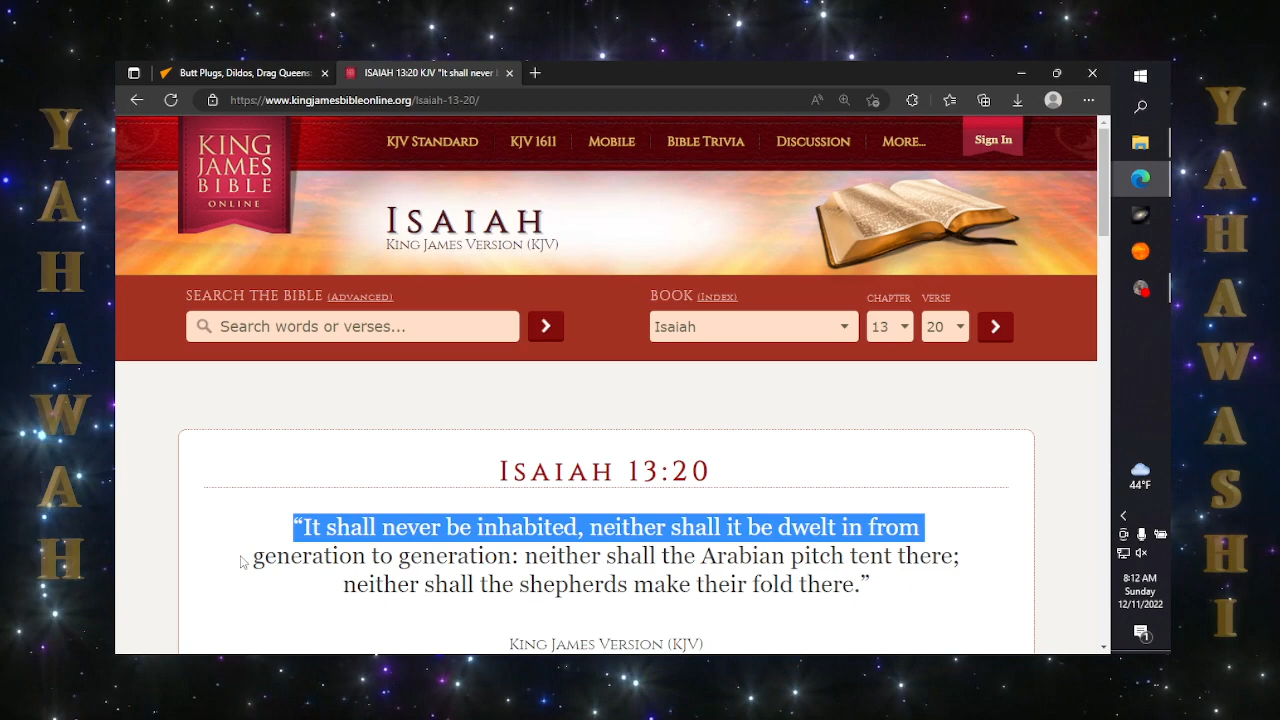 YAHAWAH
Butt Plugs, Dildos, Drag Queens:
ISAIAH 13:20 KJV "It shall never
https://www.kingjamesbibleonline.org/Isaiah-13-20/
KING
JAMES
BIBLE
ONLINE
KJV STANDARD
KJV 1611
MOBILE
BIBLE TRIVIA
DISCUSSION
MORE...
Sign In
ISAIAH
KING JAMES VERSION (KJV)
SEARCH THE BIBLE (ADVANCED)
BOOK (INDEX)
CHAPTER
VERSE
Search words or verses...
Isaiah
13
20
ISAIAH 13:20
“It shall never be inhabited, neither shall it be dwelt in from
generation to generation: neither shall the Arabian pitch tent there;
neither shall the shepherds make their fold there.”
KING JAMES VERSION (KJV)
44°F
8:12 AM
Sunday
12/11/2022
1
YAHAWASHI